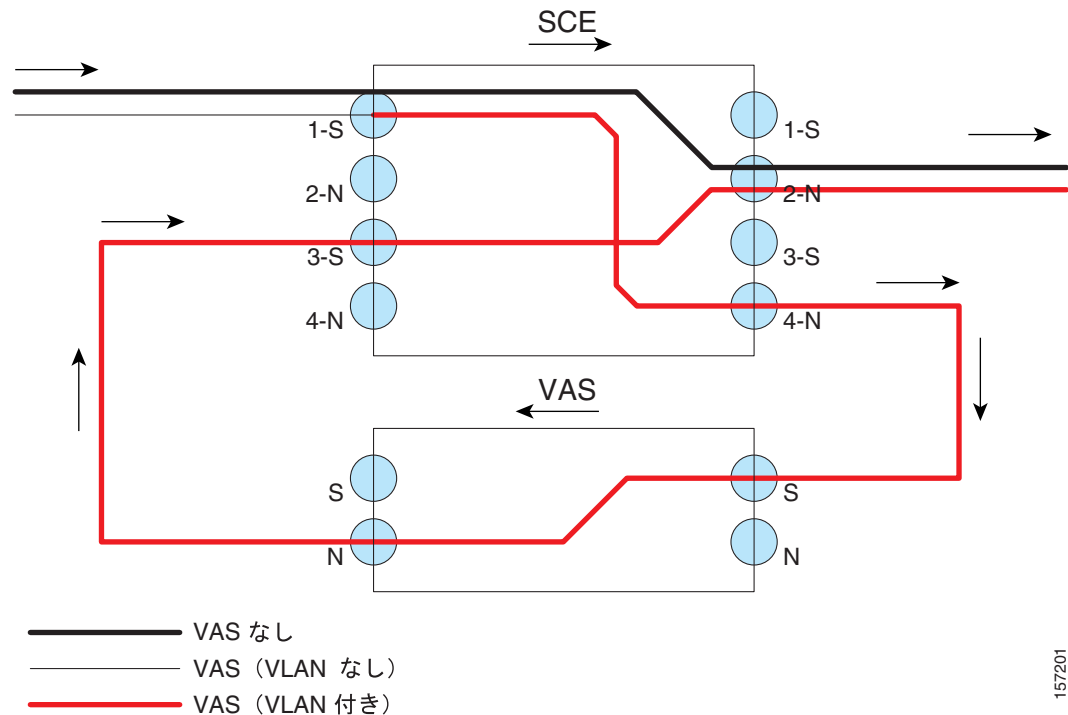 SCE
1-S
1-S
2-N
2-N
3-S
3-S
4-N
4-N
VAS
S
S
N
N
VAS なし
VAS（VLAN なし）
VAS（VLAN 付き）
157201